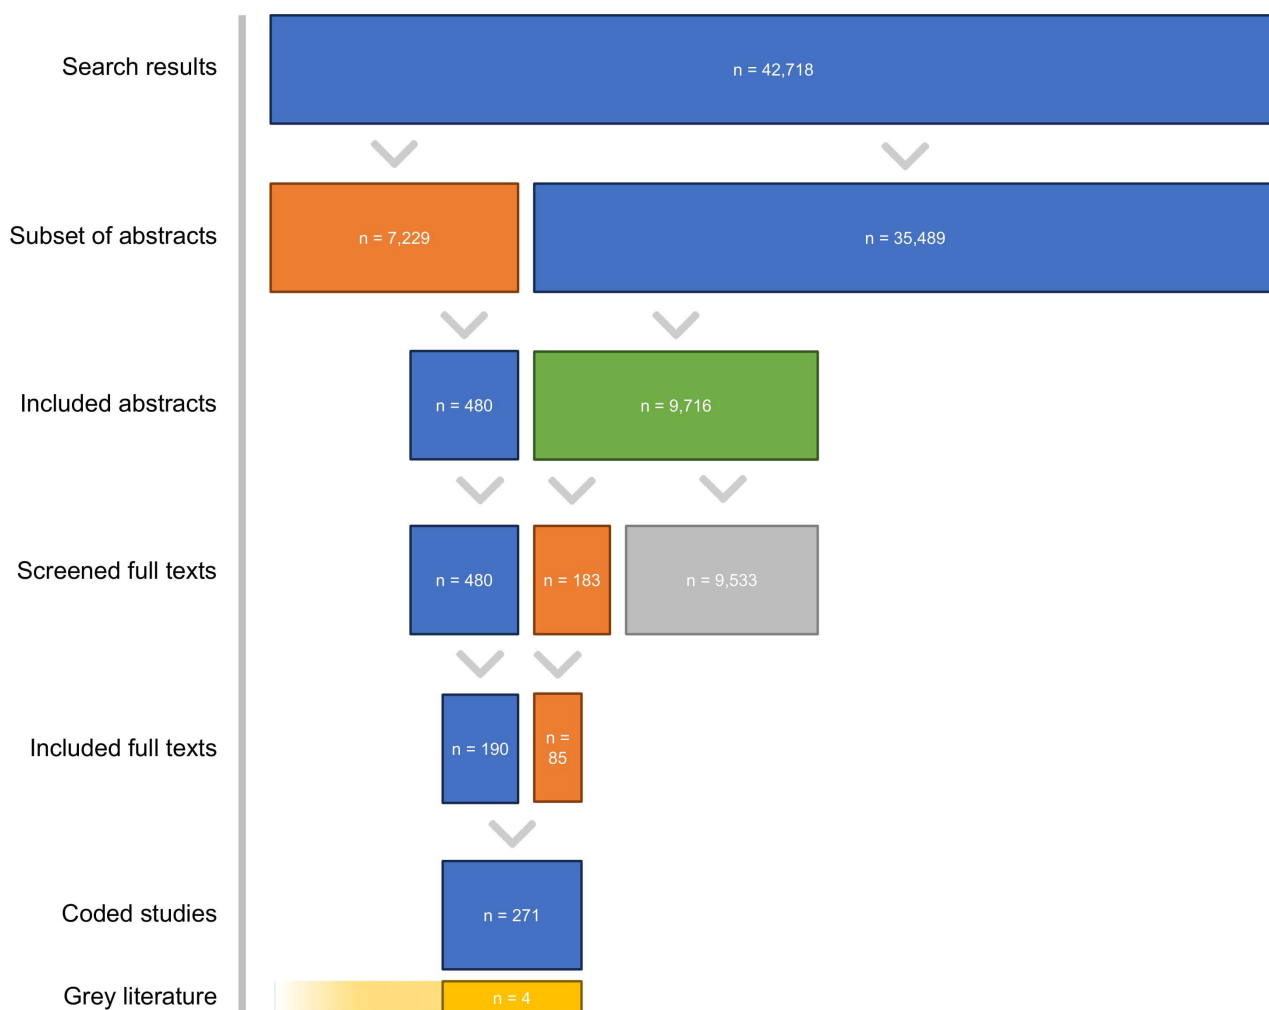 Search results
n = 42,718
Subset of abstracts
n = 7,229
n = 35,489
Included abstracts
n = 480
n = 9,716
Screened full texts
n = 480
n = 183
n = 9,533
Included full texts
n = 190
n =
85
Coded studies
n = 271
Grey literature
n = 4